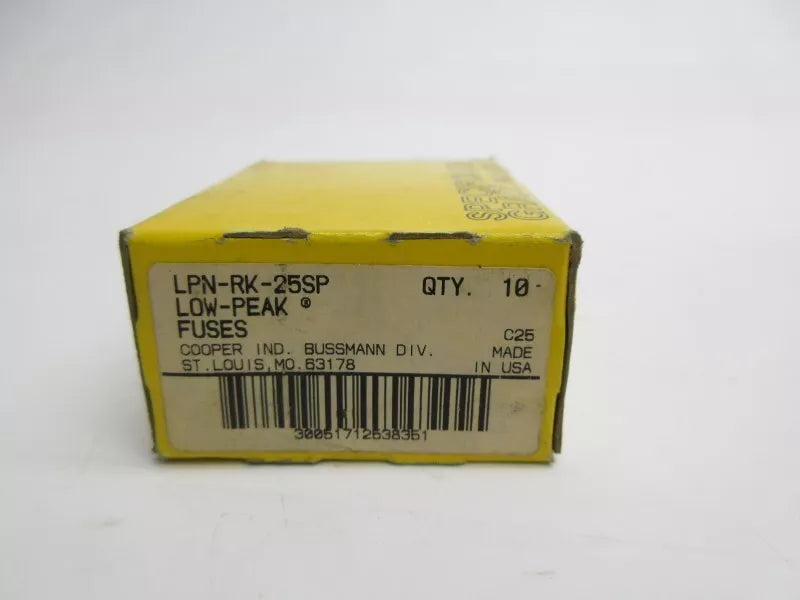 LPN-RK-25SP QTY. 10
LOW-PEAK ®
FUSES C25
COOPER IND. BUSSMANN DIV. MADE
ST.LOUIS,MO.63178 IN USA
30051712538351